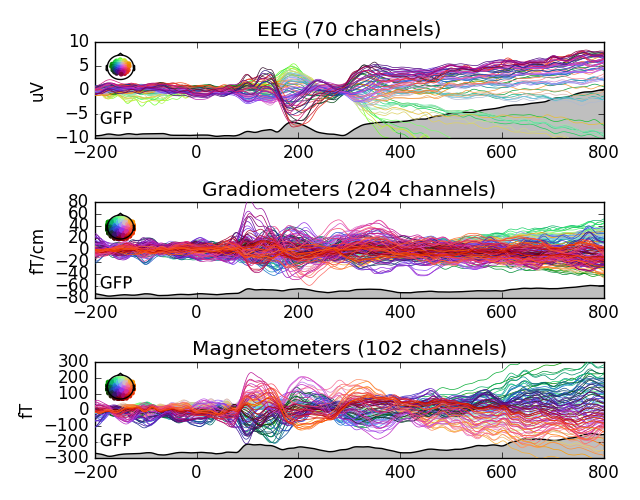 EEG (70 channels)
10
5
0
−5
−10
uV
GFP
−200 0 200 400 600 800
Gradiometers (204 channels)
80
60
40
20
0
−20
−40
−60
−80
fT/cm
GFP
−200 0 200 400 600 800
Magnetometers (102 channels)
300
200
100
0
−100
−200
−300
fT
GFP
−200 0 200 400 600 800